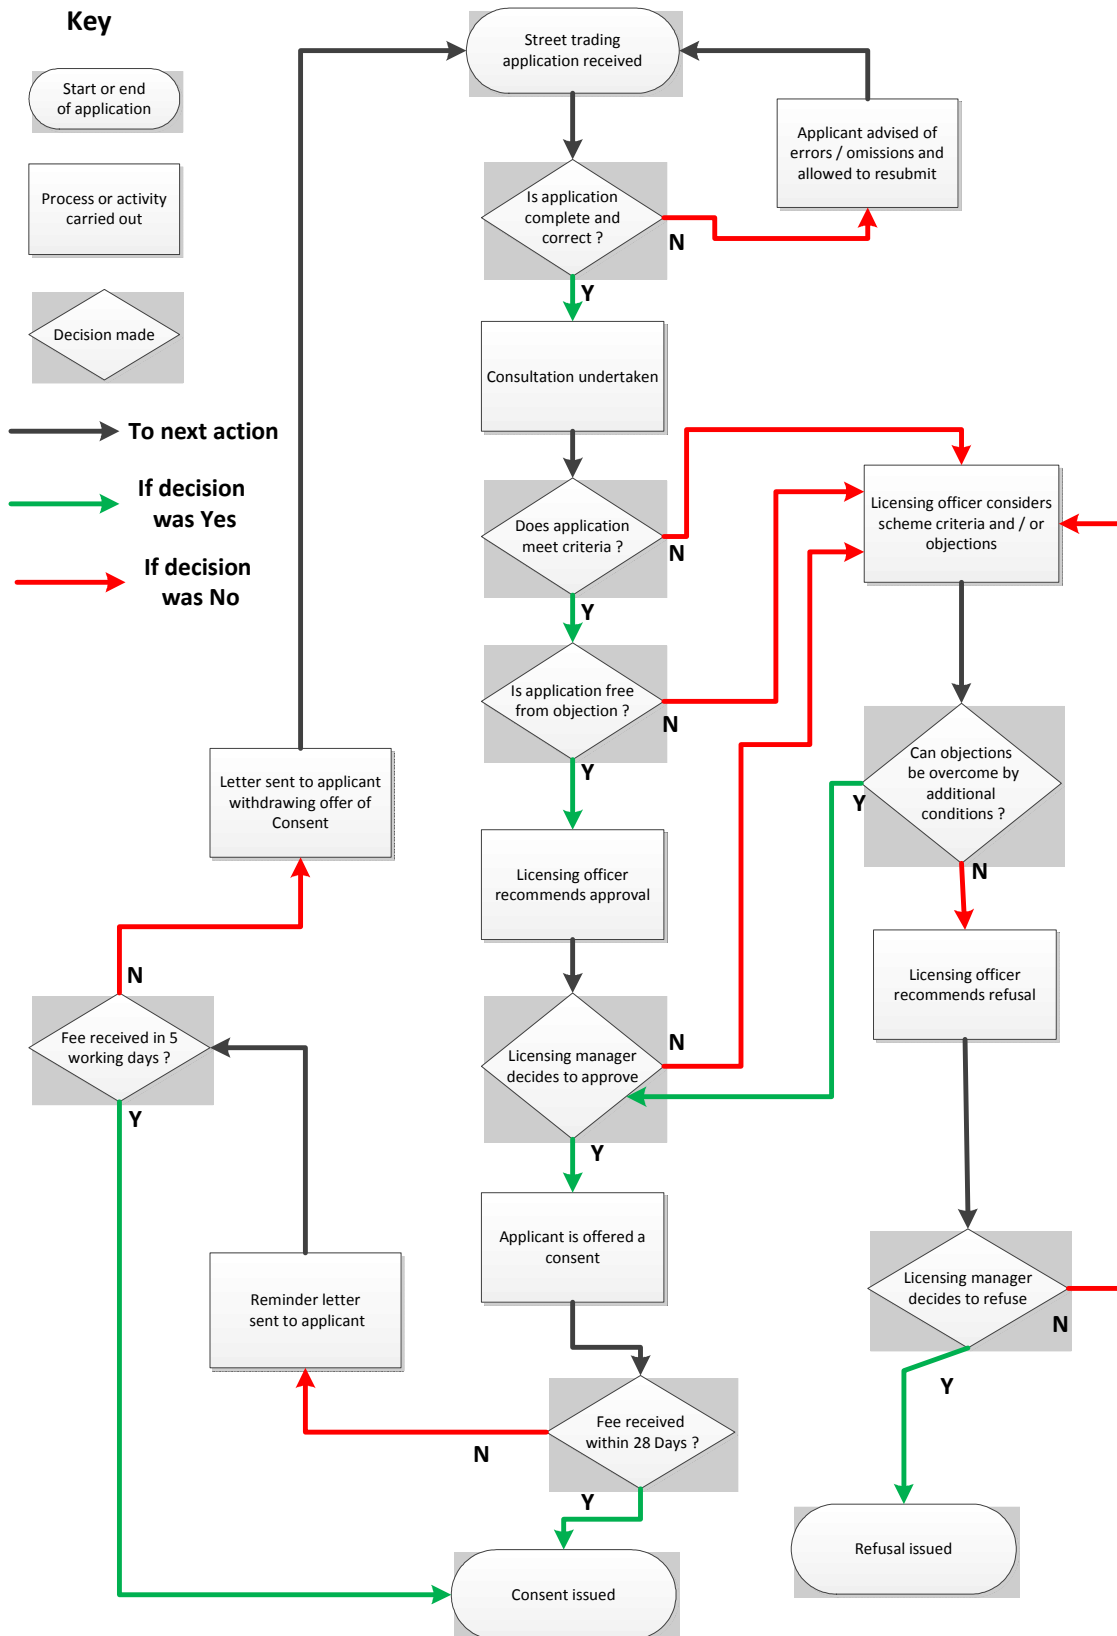 Key
Start or end
of application
Process or activity
carried out
Decision made
To next action
If decision
was Yes
If decision
was No
Street trading
application received
Applicant advised of
errors / omissions and
allowed to resubmit
Is application
complete and
correct ?
N
Y
Consultation undertaken
Does application
meet criteria ?
N
Y
Licensing officer considers
scheme criteria and / or
objections
Is application free
from objection ?
N
Y
Can objections
be overcome by
additional
conditions ?
Y
N
Letter sent to applicant
withdrawing offer of
Consent
Licensing officer
recommends approval
Licensing officer
recommends refusal
N
Fee received in 5
working days ?
Y
Licensing manager
decides to approve
N
Y
Applicant is offered a
consent
Licensing manager
decides to refuse
N
Y
Reminder letter
sent to applicant
Fee received
within 28 Days ?
N
Y
Refusal issued
Consent issued